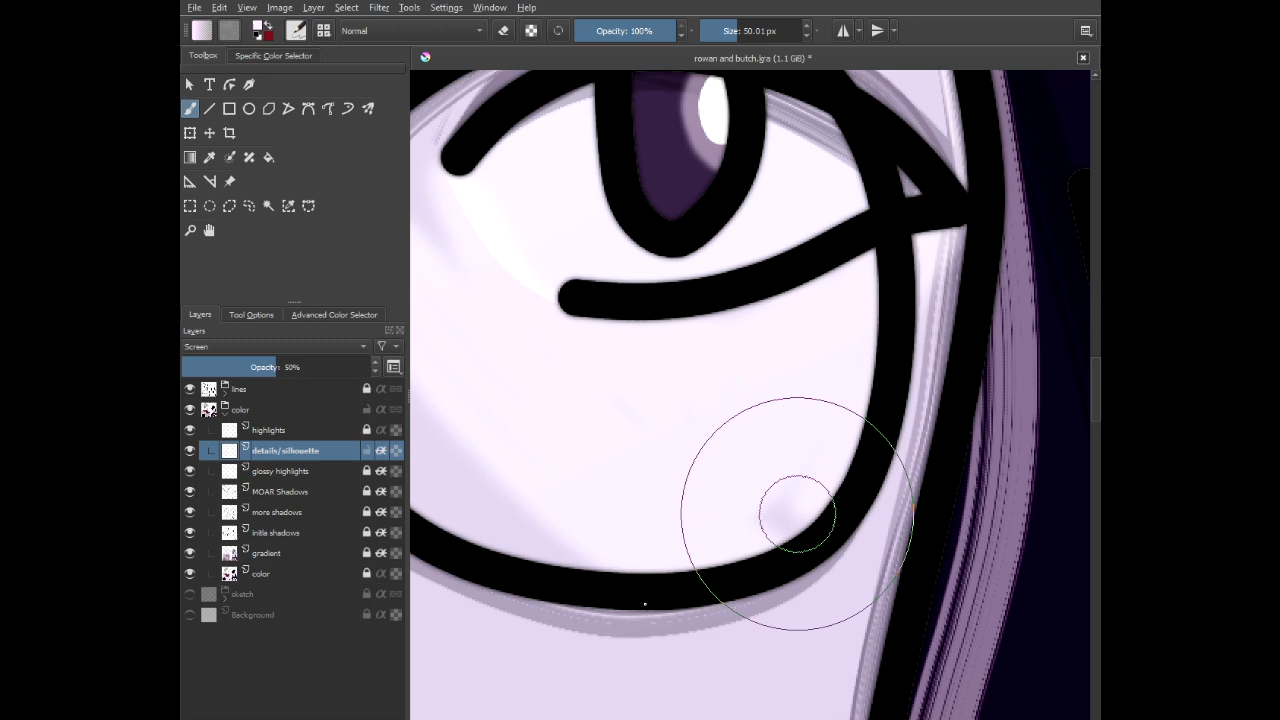 File Edit View Image Layer Select Filter Tools Settings Window Help
Normal Opacity: 100% Size: 50.01 px
Toolbox Specific Color Selector
rowan and butch.kra (1.1 GiB) *
Layers Tool Options Advanced Color Selector
Layers
Screen
Opacity: 50%
lines
color
highlights
details/silhouette
glossy highlights
MOAR Shadows
more shadows
initla shadows
gradient
color
sketch
Background